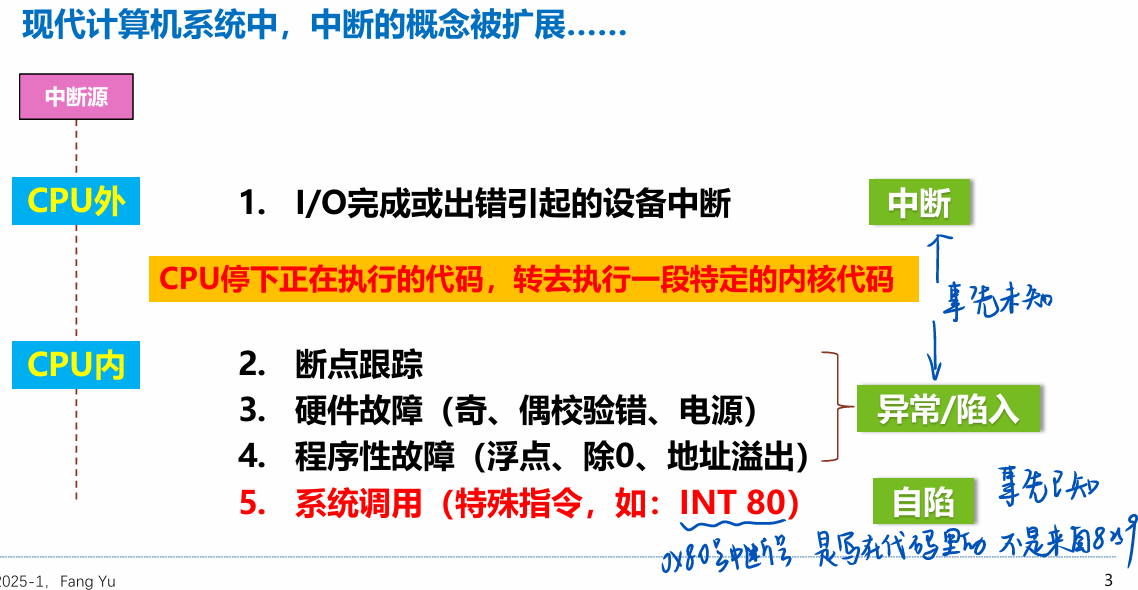 现代计算机系统中，中断的概念被扩展……
中断源
CPU外
1. I/O完成或出错引起的设备中断
中断
CPU停下正在执行的代码，转去执行一段特定的内核代码
事先未知
CPU内
2. 断点跟踪
3. 硬件故障（奇、偶校验错、电源）
异常/陷入
4. 程序性故障（浮点、除0、地址溢出）
5. 系统调用（特殊指令，如：INT 80）
自陷
事先已知
0x80号中断号 是写在代码里的 不是来自8259
2025-1，Fang Yu
3